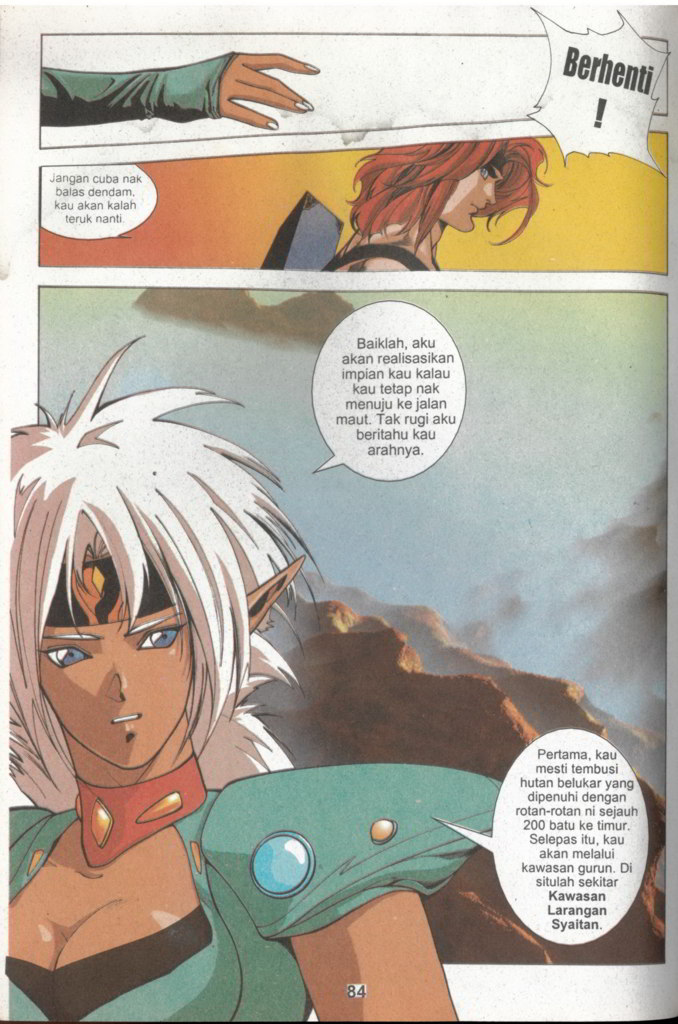 Berhenti
!
Jangan cuba nak
balas dendam,
kau akan kalah
teruk nanti.
Baiklah, aku
akan realisasikan
impian kau kalau
kau tetap nak
menuju ke jalan
maut. Tak rugi aku
beritahu kau
arahnya.
Pertama, kau
mesti tembusi
hutan belukar yang
dipenuhi dengan
rotan-rotan ni sejauh
200 batu ke timur.
Selepas itu, kau
akan melalui
kawasan gurun. Di
situlah sekitar
Kawasan
Larangan
Syaitan.
84